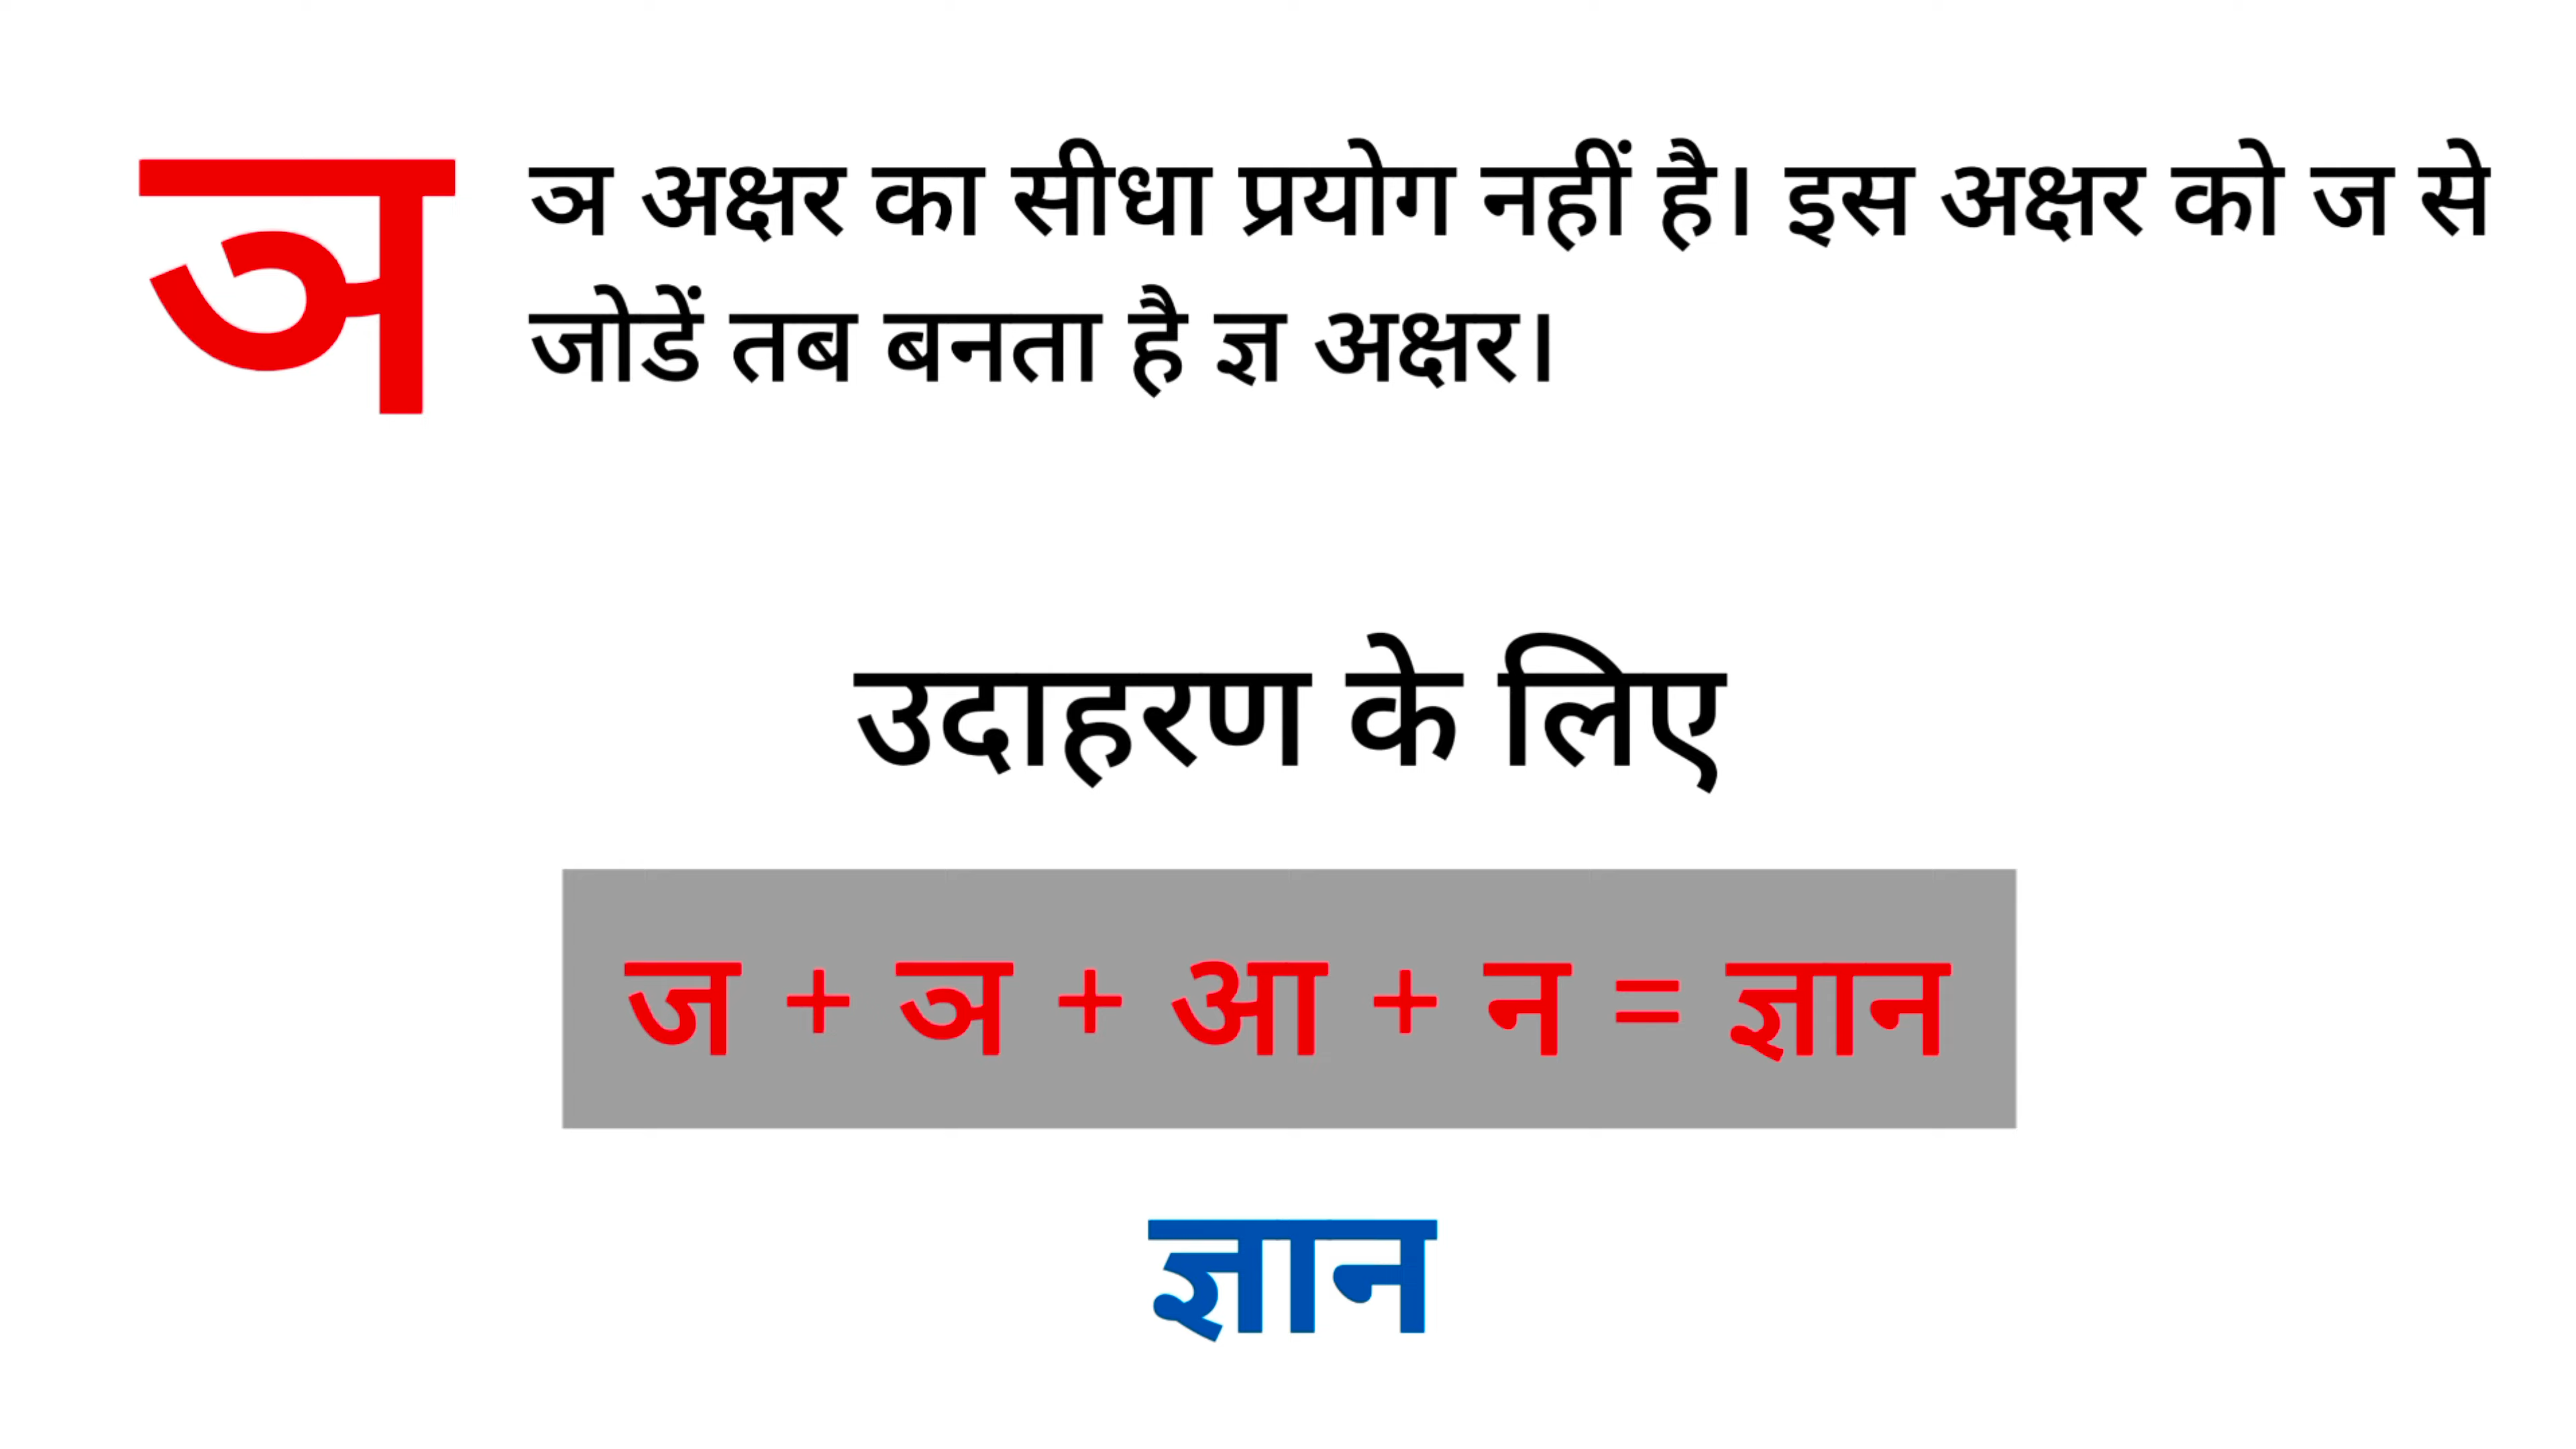 ञ
ञ अक्षर का सीधा प्रयोग नहीं है। इस अक्षर को ज से
जोडें तब बनता है ज्ञ अक्षर।
उदाहरण के लिए
ज + ञ + आ + न = ज्ञान
ज्ञान